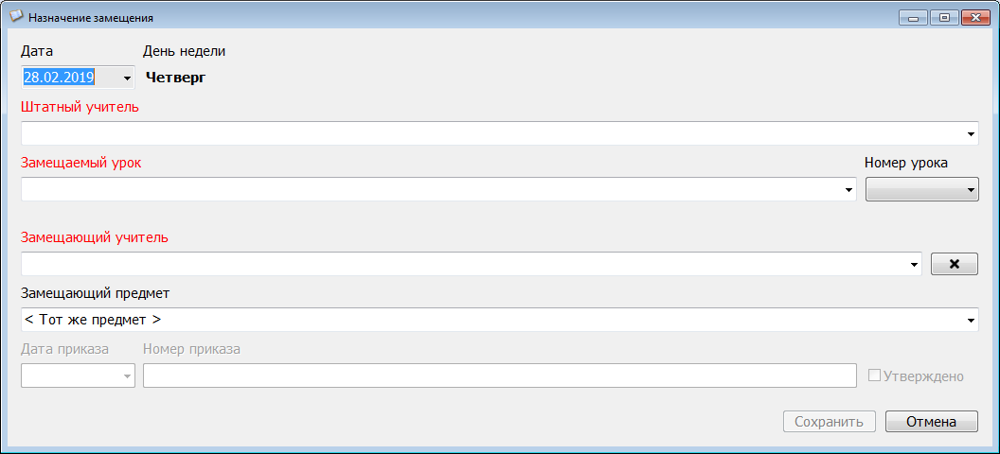 Назначение замещения
Дата День недели
28.02.2019 Четверг
Штатный учитель
Замещаемый урок Номер урока
Замещающий учитель
Замещающий предмет
< Тот же предмет >
Дата приказа Номер приказа
Утверждено
Сохранить Отмена